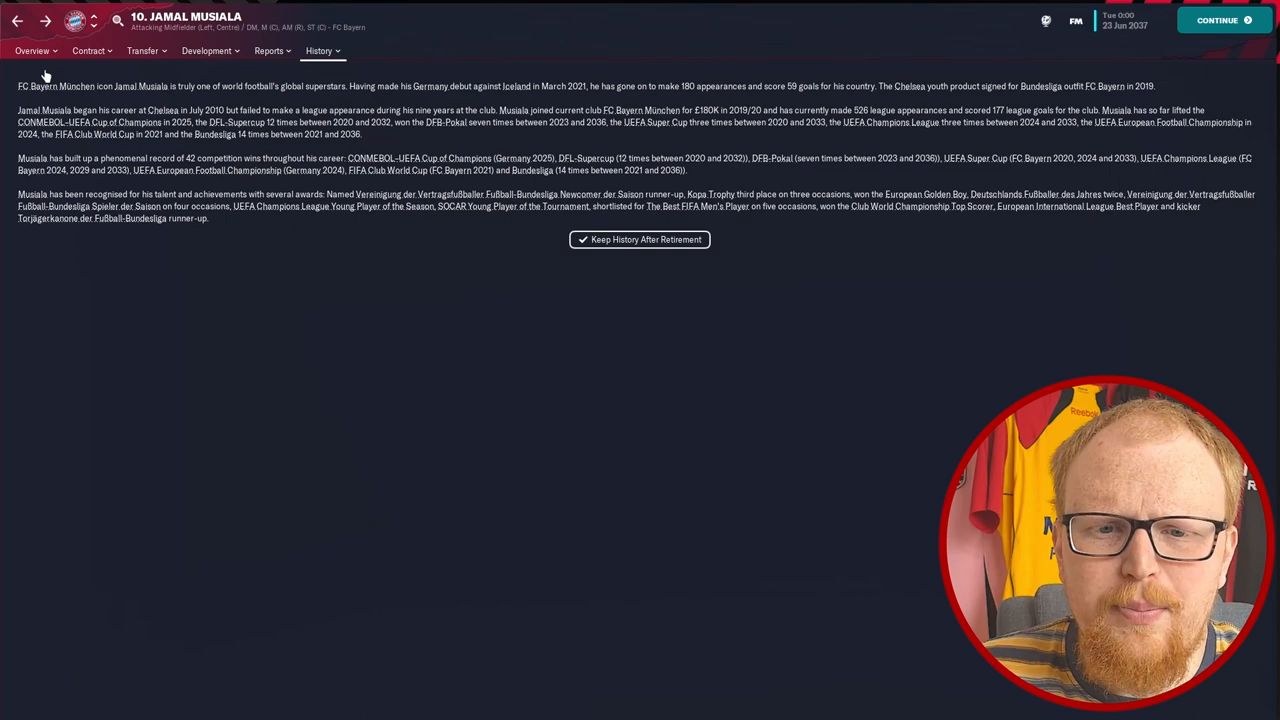 10. JAMAL MUSIALA
Attacking Midfielder (Left, Centre) / DM, M (C), AM (R), ST (C) - FC Bayern
FM
Tue 0:00
23 Jun 2037
CONTINUE
Overview
Contract
Transfer
Development
Reports
History
FC Bayern München icon Jamal Musiala is truly one of world football's global superstars. Having made his Germany debut against Iceland in March 2021, he has gone on to make 180 appearances and score 59 goals for his country. The Chelsea youth product signed for Bundesliga outfit FC Bayern in 2019.
Jamal Musiala began his career at Chelsea in July 2010 but failed to make a league appearance during his nine years at the club. Musiala joined current club FC Bayern München for £180K in 2019/20 and has currently made 526 league appearances and scored 177 league goals for the club. Musiala has so far lifted the
CONMEBOL-UEFA Cup of Champions in 2025, the DFL-Supercup 12 times between 2020 and 2032, won the DFB-Pokal seven times between 2023 and 2036, the UEFA Super Cup three times between 2020 and 2033, the UEFA Champions League three times between 2024 and 2033, the UEFA European Football Championship in
2024, the FIFA Club World Cup in 2021 and the Bundesliga 14 times between 2021 and 2036.
Musiala has built up a phenomenal record of 42 competition wins throughout his career: CONMEBOL-UEFA Cup of Champions (Germany 2025), DFL-Supercup (12 times between 2020 and 2032)), DFB-Pokal (seven times between 2023 and 2036)), UEFA Super Cup (FC Bayern 2020, 2024 and 2033), UEFA Champions League (FC
Bayern 2024, 2029 and 2033), UEFA European Football Championship (Germany 2024), FIFA Club World Cup (FC Bayern 2021) and Bundesliga (14 times between 2021 and 2036)).
Musiala has been recognised for his talent and achievements with several awards: Named Vereinigung der Vertragsfußballer Fußball-Bundesliga Newcomer der Saison runner-up, Kopa Trophy third place on three occasions, won the European Golden Boy, Deutschlands Fußballer des Jahres twice, Vereinigung der Vertragsfußballer
Fußball-Bundesliga Spieler der Saison on four occasions, UEFA Champions League Young Player of the Season, SOCAR Young Player of the Tournament, shortlisted for The Best FIFA Men's Player on five occasions, won the Club World Championship Top Scorer, European International League Best Player and kicker
Torjägerkanone der Fußball-Bundesliga runner-up.
Keep History After Retirement
Reebok